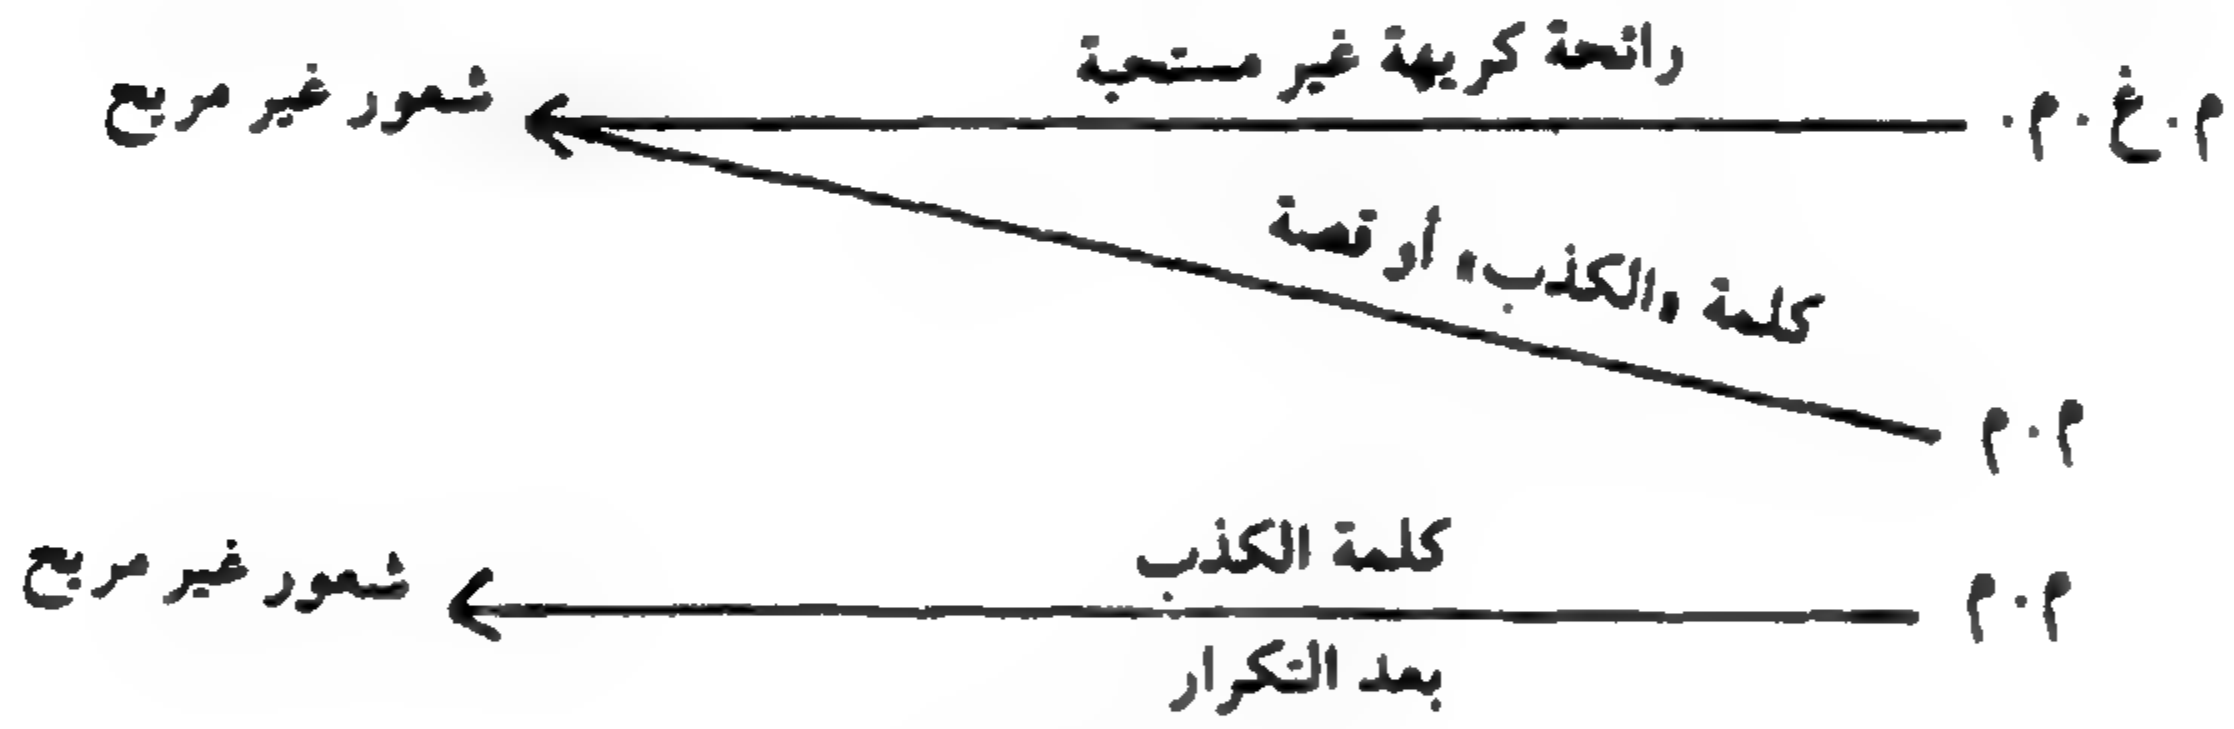 م . غ . م . رائحة كريهة غير مستحبة شعور غير مريح
كلمة «الكذب» أو قصة
م . م
م . م كلمة الكذب شعور غير مريح
بعد التكرار